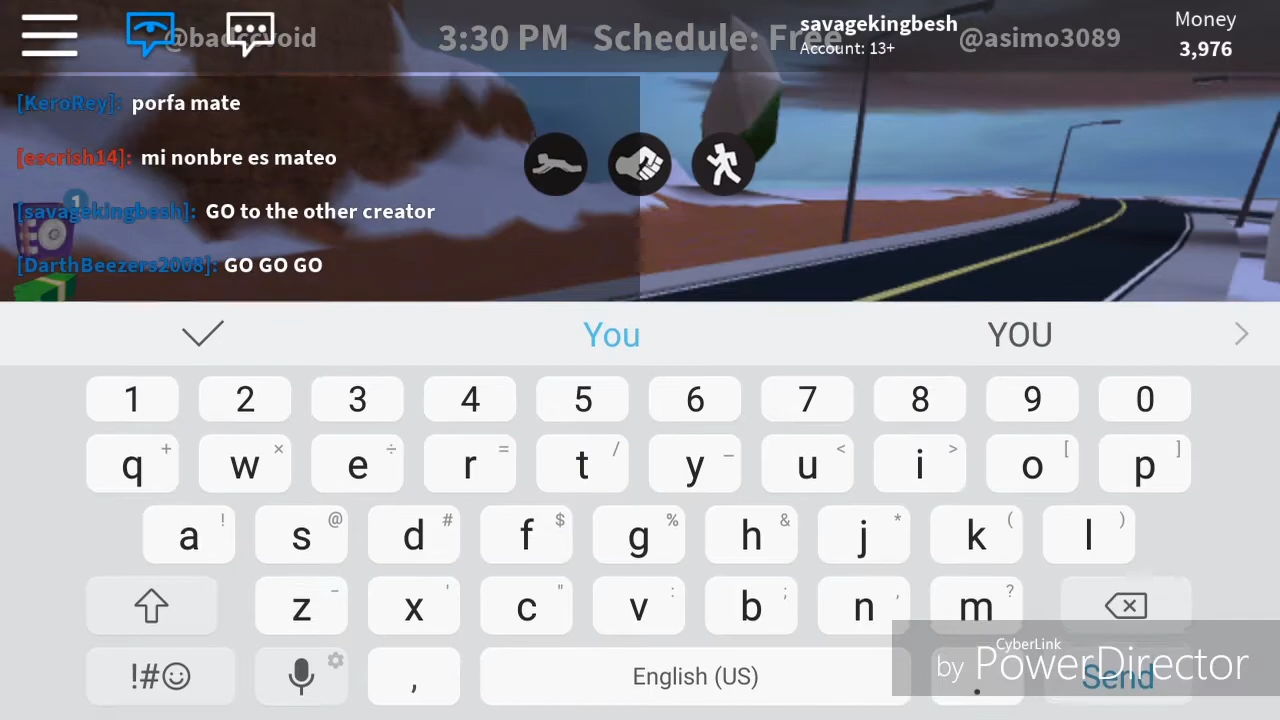 @badccvoid
3:30 PM Schedule: Free
savagekingbesh
Account: 13+
@asimo3089
Money
3,976
[KeroRey]: porfa mate
[escrish14]: mi nonbre es mateo
1
[savagekingbesh]: GO to the other creator
[DarthBeezers2008]: GO GO GO
You YOU
1 2 3 4 5 6 7 8 9 0
q + w × e ÷ r = t / y _ u < i > o [ p ]
a ! s @ d # f $ g % h & j * k ( l )
z - x ' c " v : b ; n , m ?
!#☺ , English (US) . Send
CyberLink
by PowerDirector